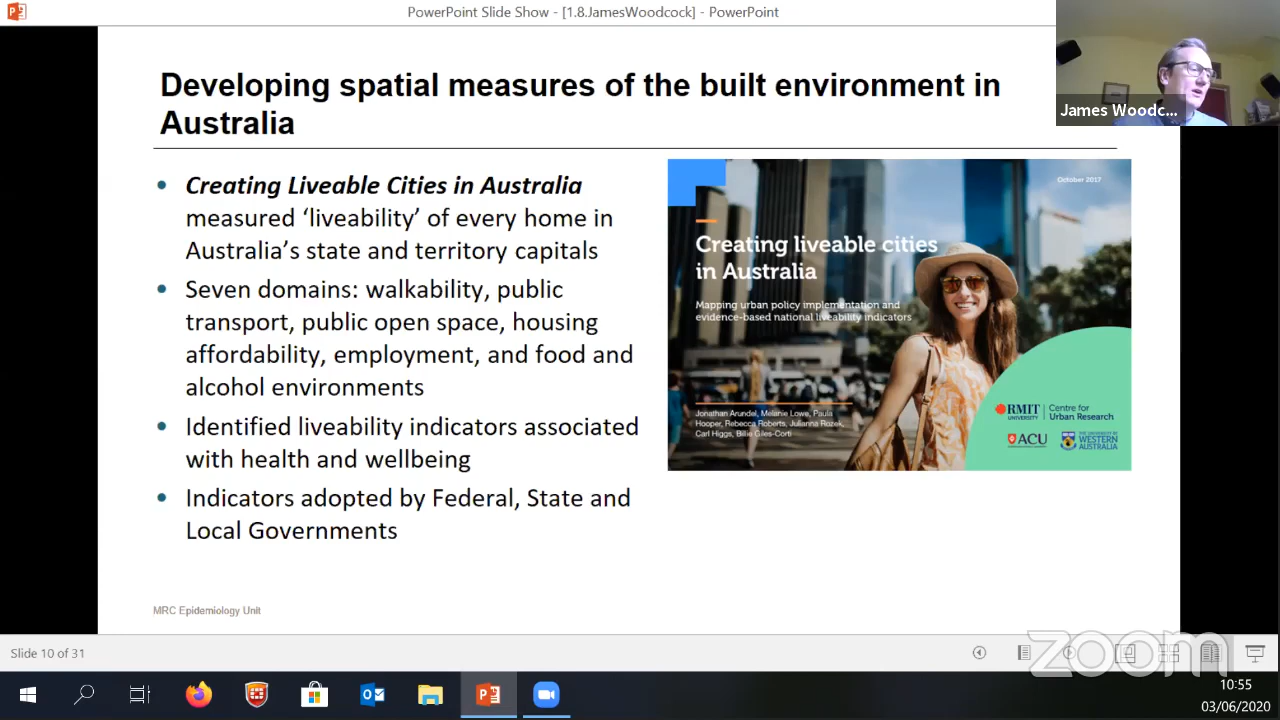 PowerPoint Slide Show - [1.8.JamesWoodcock] - PowerPoint
James Woodc...
Developing spatial measures of the built environment in
Australia
• Creating Liveable Cities in Australia
measured ‘liveability’ of every home in
Australia’s state and territory capitals
• Seven domains: walkability, public
transport, public open space, housing
affordability, employment, and food and
alcohol environments
• Identified liveability indicators associated
with health and wellbeing
• Indicators adopted by Federal, State and
Local Governments
October 2017
Creating liveable cities
in Australia
Mapping urban policy implementation and
evidence-based national liveability indicators
Jonathan Arundel, Melanie Lowe, Paula
Hooper, Rebecca Roberts, Julianna Rozek,
Carl Higgs, Billie Giles-Corti
RMIT UNIVERSITY
Centre for
Urban Research
ACU
THE UNIVERSITY OF
WESTERN
AUSTRALIA
MRC Epidemiology Unit
Slide 10 of 31
zoom
10:55
03/06/2020